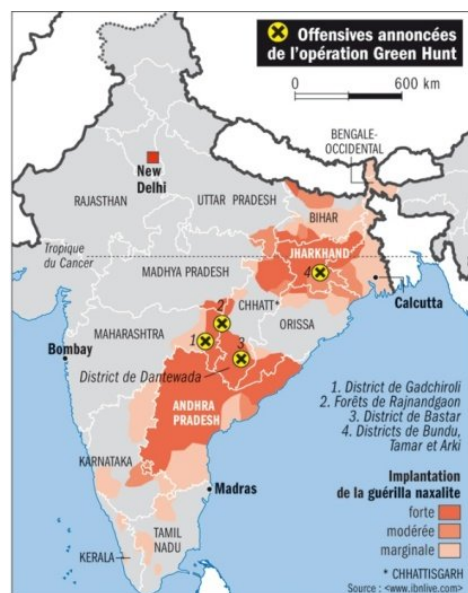 Offensives annoncées
de l'opération Green Hunt
0 600 km
BENGALE-
OCCIDENTAL
New
Delhi
RAJASTHAN
UTTAR PRADESH
BIHAR
Tropique
du Cancer
JHARKHAND
4
MADHYA PRADESH
CHHATT*
Calcutta
2
MAHARASHTRA
ORISSA
1
3
Bombay
District de Dantewada
ANDHRA
PRADESH
1. District de Gadchiroli
2. Forêts de Rajnandgaon
3. District de Bastar
4. Districts de Bundu,
Tamar et Arki
KARNATAKA
Madras
Implantation
de la guérilla naxalite
forte
modérée
marginale
TAMIL
NADU
KERALA
* CHHATTISGARH
Source : <www.ibnlive.com>